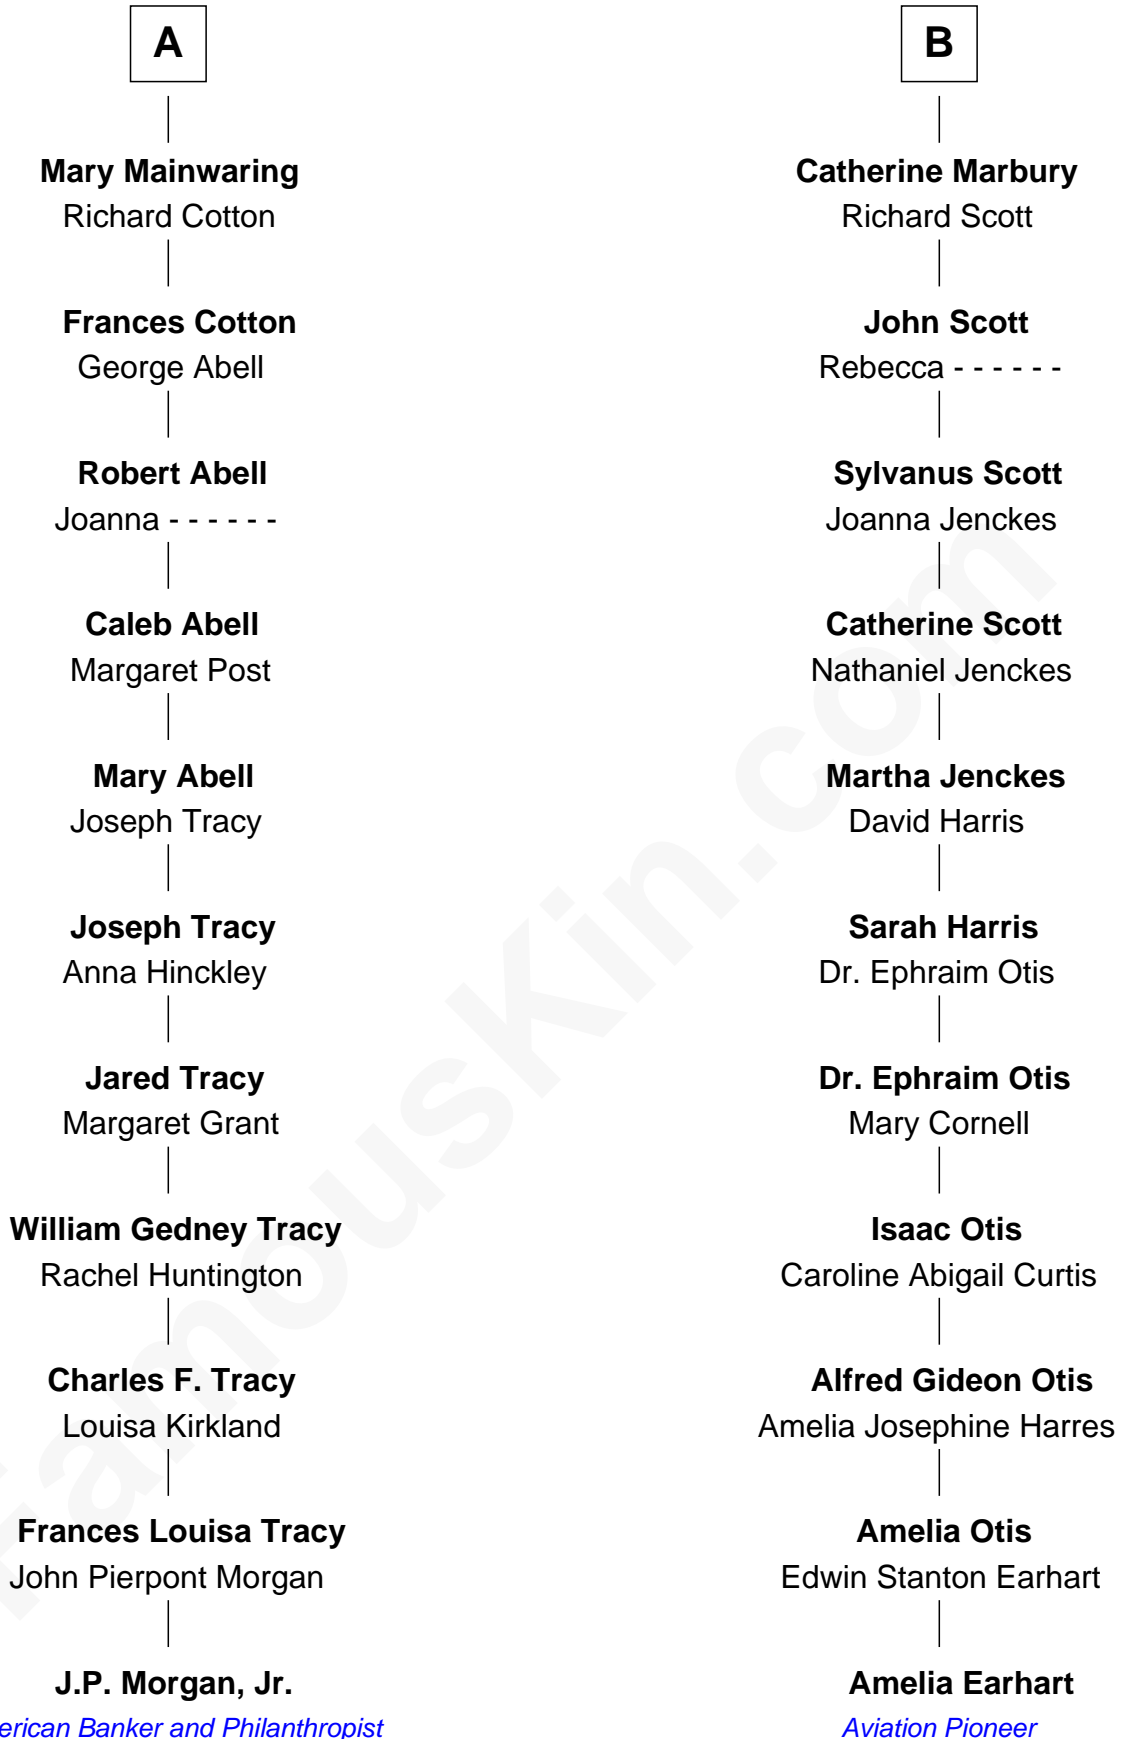 A
Mary Mainwaring
Richard Cotton
Frances Cotton
George Abell
Robert Abell
Joanna - - - - - -
Caleb Abell
Margaret Post
Mary Abell
Joseph Tracy
Joseph Tracy
Anna Hinckley
Jared Tracy
Margaret Grant
William Gedney Tracy
Rachel Huntington
Charles F. Tracy
Louisa Kirkland
Frances Louisa Tracy
John Pierpont Morgan
J.P. Morgan, Jr.
erican Banker and Philanthropist
B
Catherine Marbury
Richard Scott
John Scott
Rebecca - - - - - -
Sylvanus Scott
Joanna Jenckes
Catherine Scott
Nathaniel Jenckes
Martha Jenckes
David Harris
Sarah Harris
Dr. Ephraim Otis
Dr. Ephraim Otis
Mary Cornell
Isaac Otis
Caroline Abigail Curtis
Alfred Gideon Otis
Amelia Josephine Harres
Amelia Otis
Edwin Stanton Earhart
Amelia Earhart
Aviation Pioneer
FamousKin.com